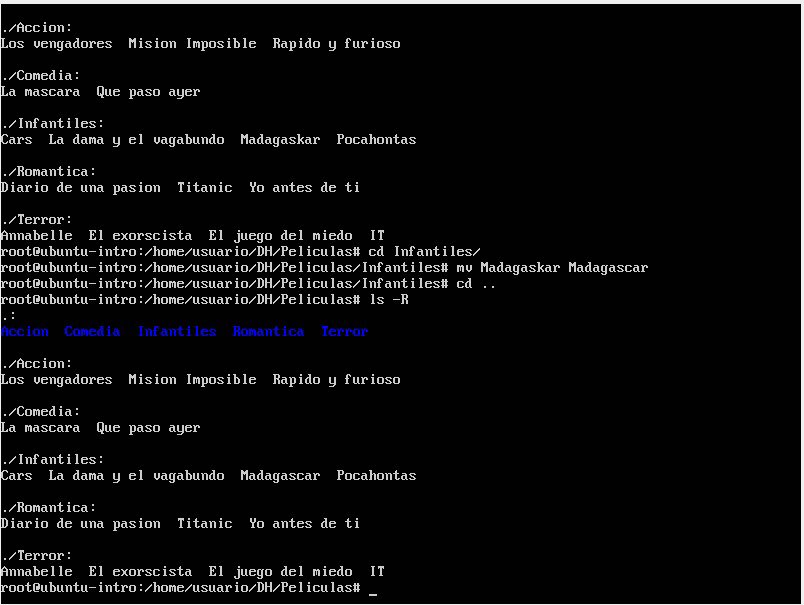 ./Accion:
Los vengadores  Mision Imposible  Rapido y furioso
./Comedia:
La mascara  Que paso ayer
./Infantiles:
Cars  La dama y el vagabundo  Madagaskar  Pocahontas
./Romantica:
Diario de una pasion  Titanic  Yo antes de ti
./Terror:
Annabelle  El exorscista  El juego del miedo  IT
root@ubuntu-intro:/home/usuario/DH/Peliculas# cd Infantiles/
root@ubuntu-intro:/home/usuario/DH/Peliculas/Infantiles# mv Madagaskar Madagascar
root@ubuntu-intro:/home/usuario/DH/Peliculas/Infantiles# cd ..
root@ubuntu-intro:/home/usuario/DH/Peliculas# ls -R
.:
Accion  Comedia  Infantiles  Romantica  Terror
./Accion:
Los vengadores  Mision Imposible  Rapido y furioso
./Comedia:
La mascara  Que paso ayer
./Infantiles:
Cars  La dama y el vagabundo  Madagascar  Pocahontas
./Romantica:
Diario de una pasion  Titanic  Yo antes de ti
./Terror:
Annabelle  El exorscista  El juego del miedo  IT
root@ubuntu-intro:/home/usuario/DH/Peliculas# _